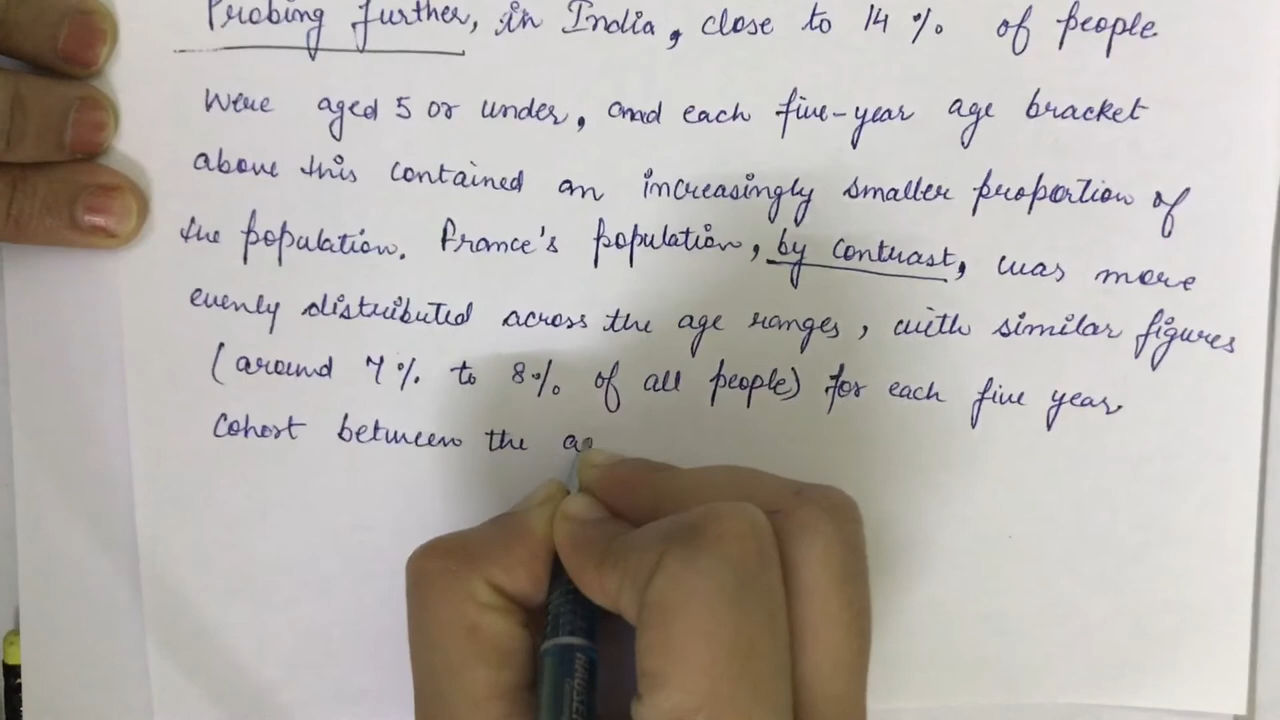 Probing further, in India, close to 14 % of people
were aged 5 or under, and each five-year age bracket
above this contained an increasingly smaller proportion of
the population. France's population, by contrast, was more
evenly distributed across the age ranges, with similar figures
(around 7% to 8% of all people) for each five year
cohort between the ag
HAUSER